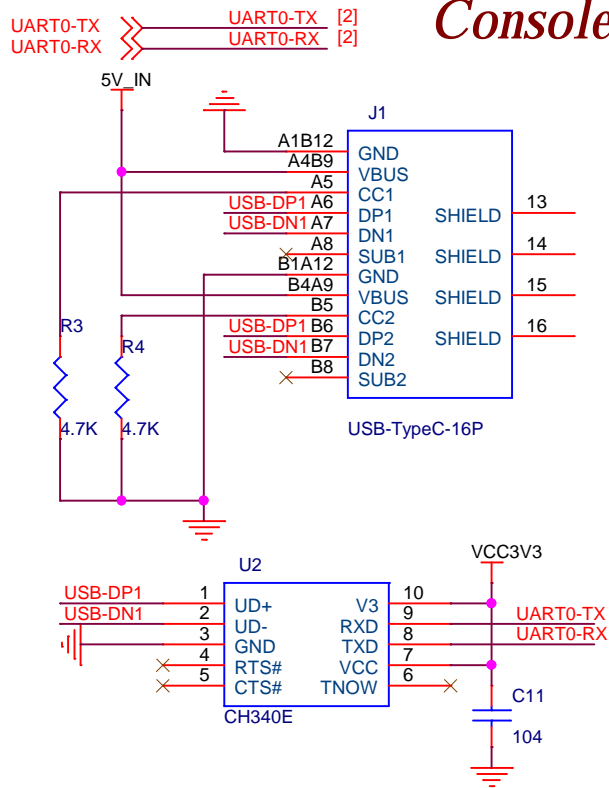 Console
UART0-TX UART0-TX [2]
UART0-RX UART0-RX [2]
5V_IN
J1
A1B12 GND
A4B9 VBUS
A5 CC1
USB-DP1 A6 DP1 SHIELD 13
USB-DN1 A7 DN1
A8 SUB1 SHIELD 14
B1A12 GND
B4A9 VBUS SHIELD 15
B5 CC2
USB-DP1 B6 DP2 SHIELD 16
USB-DN1 B7 DN2
B8 SUB2
R3
R4
4.7K 4.7K
USB-TypeC-16P
U2
VCC3V3
USB-DP1 1 UD+ V3 10
USB-DN1 2 UD- RXD 9 UART0-TX
3 GND TXD 8 UART0-RX
4 RTS# VCC 7
5 CTS# TNOW 6
CH340E
C11
104